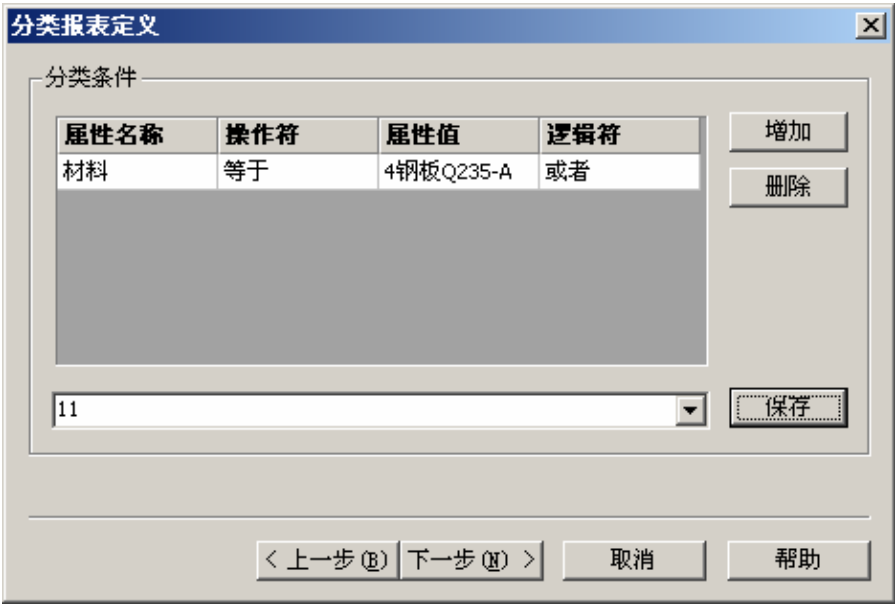 分类报表定义
分类条件
属性名称 操作符 属性值 逻辑符
材料 等于 4钢板Q235-A 或者
增加
删除
11
保存
< 上一步(B) 下一步(N) > 取消 帮助